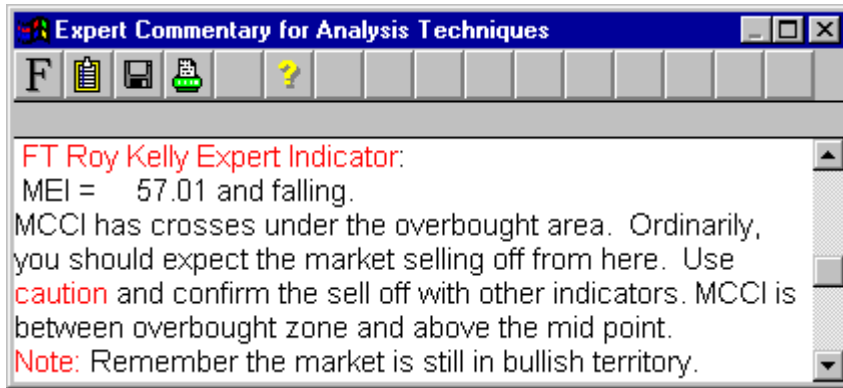 Expert Commentary for Analysis Techniques
F
?
FT Roy Kelly Expert Indicator:
MEI = 57.01 and falling.
MCCI has crosses under the overbought area. Ordinarily,
you should expect the market selling off from here. Use
caution and confirm the sell off with other indicators. MCCI is
between overbought zone and above the mid point.
Note: Remember the market is still in bullish territory.